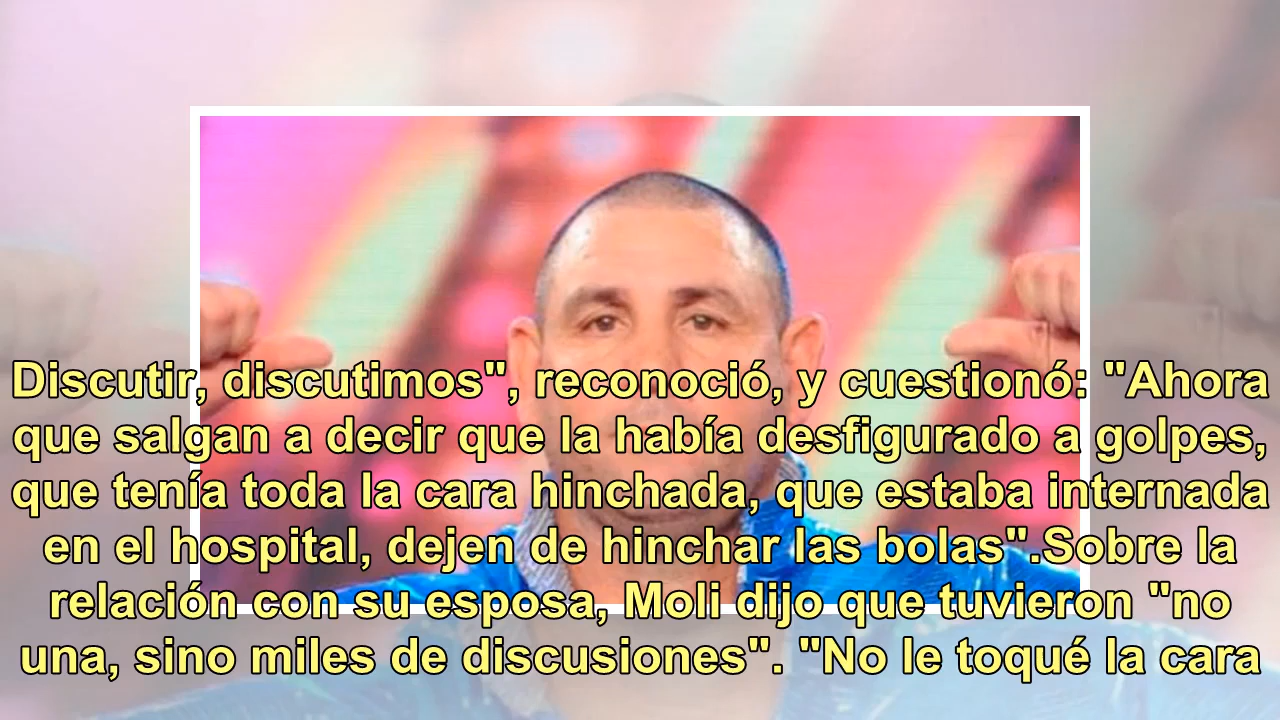 Discutir, discutimos", reconoció, y cuestionó: "Ahora
que salgan a decir que la había desfigurado a golpes,
que tenía toda la cara hinchada, que estaba internada
en el hospital, dejen de hinchar las bolas".Sobre la
relación con su esposa, Moli dijo que tuvieron "no
una, sino miles de discusiones". "No le toqué la cara